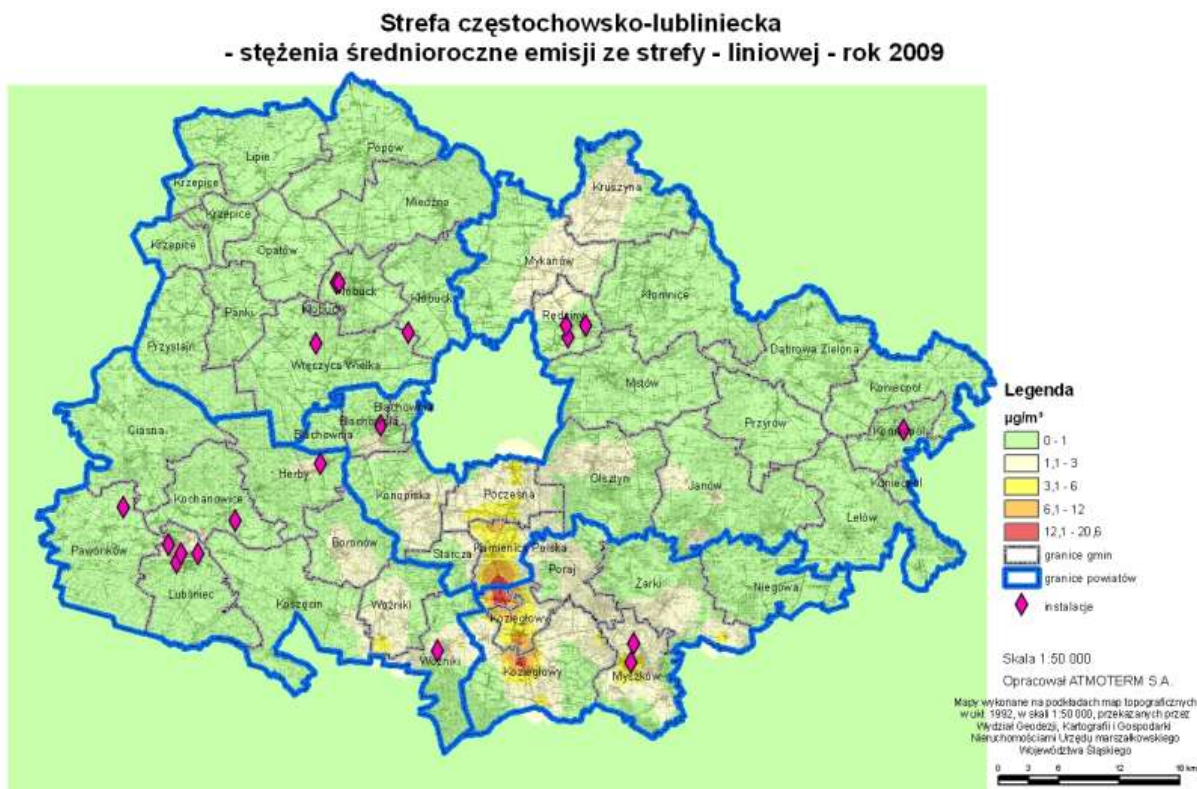 Strefa częstochowsko-lubliniecka
- stężenia średnioroczne emisji ze strefy - liniowej - rok 2009
Lipie
Popów
Krzepice
Krzepice
Krzepice
Miedźno
Opatów
Kłobuck
Kłobuck
Kłobuck
Panki
Przystajń
Wręczyca Wielka
Kruszyna
Mykanów
Rędziny
Kłomnice
Dąbrowa Zielona
Koniecpol
Koniecpol
Koniecpol
Mstów
Przyrów
Blachownia
Blachownia
Blachownia
Ciasna
Herby
Kochanowice
Pawonków
Lubliniec
Boronów
Koszęcin
Woźniki
Woźniki
Konopiska
Poczesna
Olsztyn
Janów
Lelów
Starcza
Kamienica Polska
Poraj
Żarki
Niegowa
Koziegłowy
Koziegłowy
Myszków
Legenda
µg/m³
0 - 1
1,1 - 3
3,1 - 6
6,1 - 12
12,1 - 20,6
granice gmin
granice powiatów
instalacje
Skala 1:50 000
Opracował ATMOTERM S.A.
Mapy wykonane na podkładach map topograficznych
w ukł. 1992, w skali 1:50 000, przekazanych przez
Wydział Geodezji, Kartografii i Gospodarki
Nieruchomościami Urzędu marszałkowskiego
Województwa Śląskiego
0 3 6 12 18 km